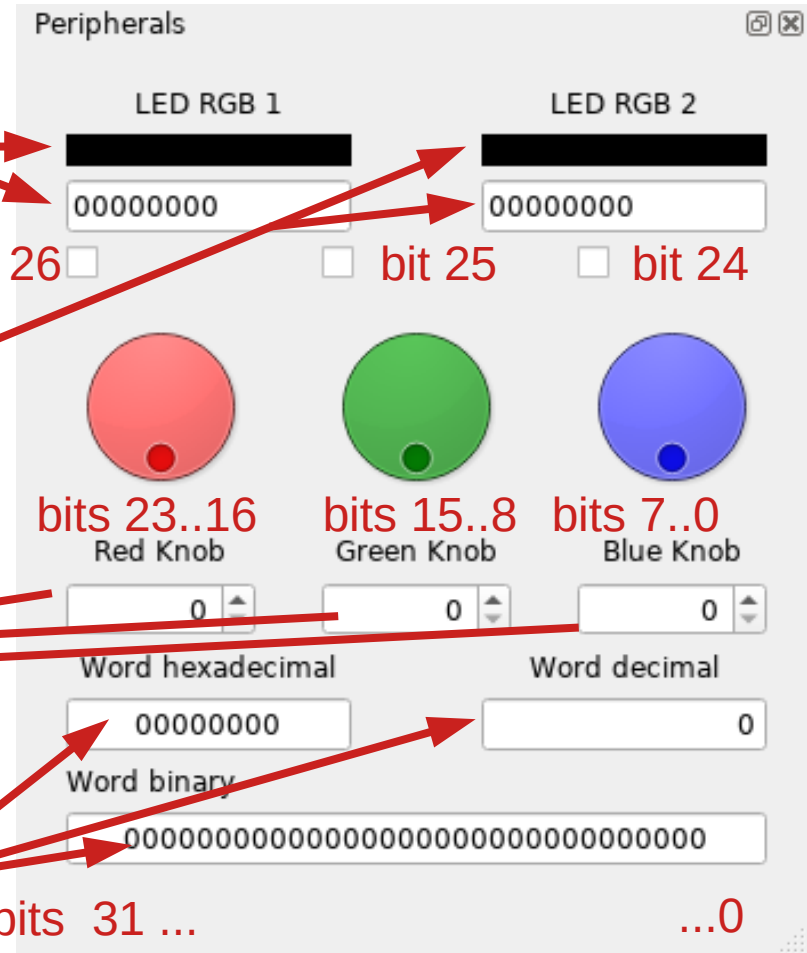 Peripherals
LED RGB 1 LED RGB 2
00000000 00000000
26 bit 25 bit 24
bits 23..16 bits 15..8 bits 7..0
Red Knob Green Knob Blue Knob
0 0 0
Word hexadecimal Word decimal
00000000 0
Word binary
00000000000000000000000000000000
bits 31 ... ...0